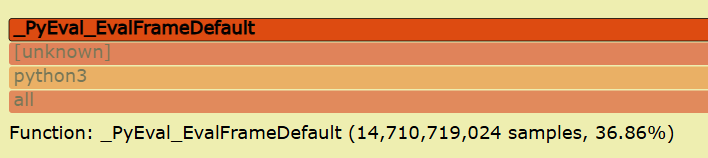 _PyEval_EvalFrameDefault
[unknown]
python3
all
Function: _PyEval_EvalFrameDefault (14,710,719,024 samples, 36.86%)